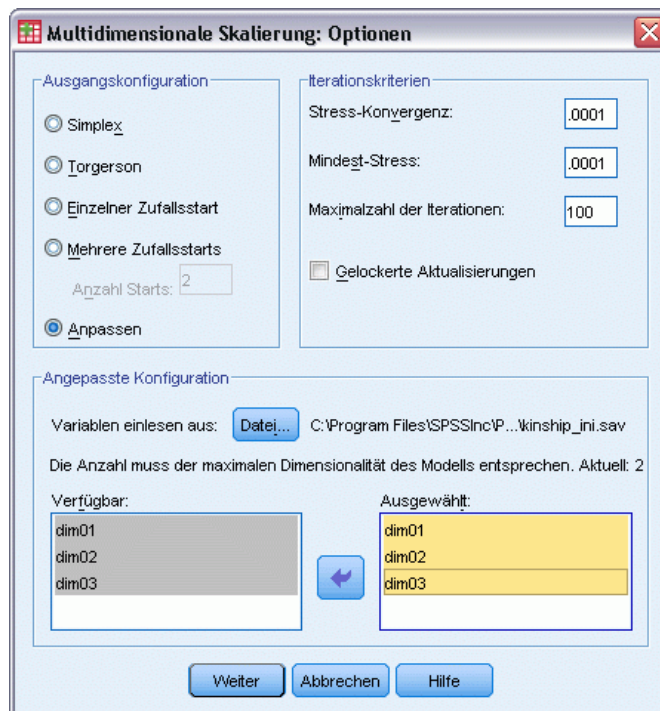 Multidimensionale Skalierung: Optionen
Ausgangskonfiguration
Simplex
Torgerson
Einzelner Zufallsstart
Mehrere Zufallsstarts
Anzahl Starts: 2
Anpassen
Iterationskriterien
Stress-Konvergenz: .0001
Mindest-Stress: .0001
Maximalzahl der Iterationen: 100
Gelockerte Aktualisierungen
Angepasste Konfiguration
Variablen einlesen aus: Datei... C:\Program Files\SPSSInc\P...\kinship_ini.sav
Die Anzahl muss der maximalen Dimensionalität des Modells entsprechen. Aktuell: 2
Verfügbar:
dim01
dim02
dim03
Ausgewählt:
dim01
dim02
dim03
Weiter Abbrechen Hilfe